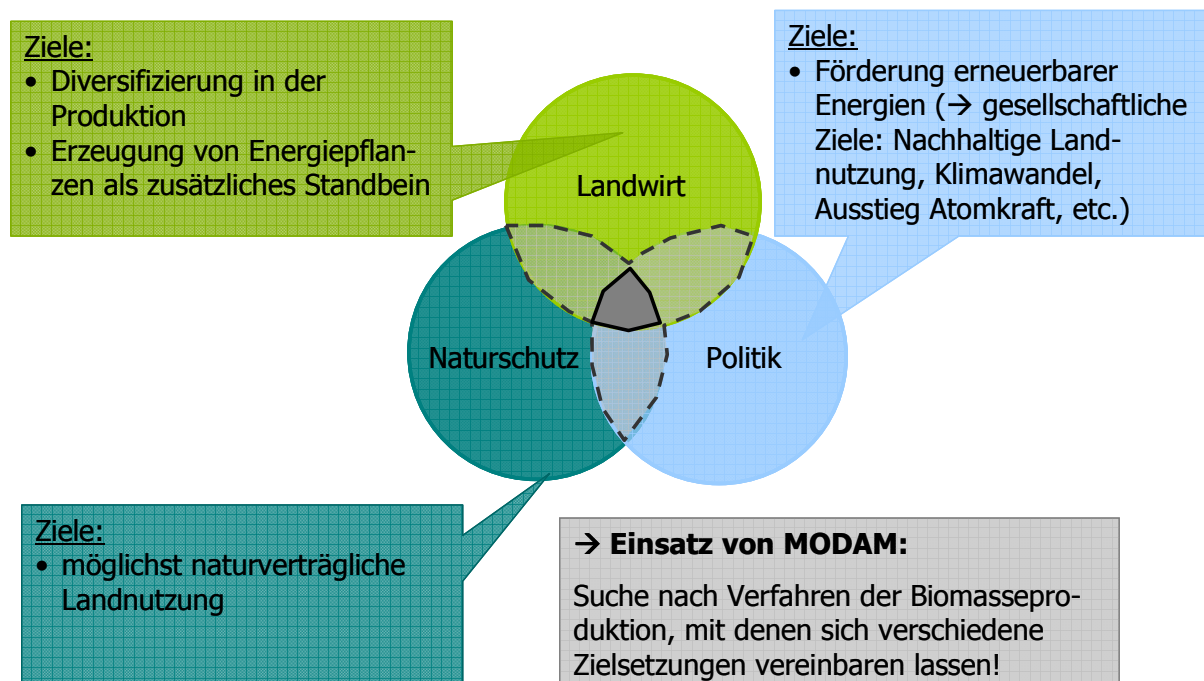 Ziele:
• Diversifizierung in der
Produktion
• Erzeugung von Energiepflan-
zen als zusätzliches Standbein
Ziele:
• Förderung erneuerbarer
Energien (→ gesellschaftliche
Ziele: Nachhaltige Land-
nutzung, Klimawandel,
Ausstieg Atomkraft, etc.)
Landwirt
Naturschutz
Politik
Ziele:
• möglichst naturverträgliche
Landnutzung
→ Einsatz von MODAM:
Suche nach Verfahren der Biomassepro-
duktion, mit denen sich verschiedene
Zielsetzungen vereinbaren lassen!